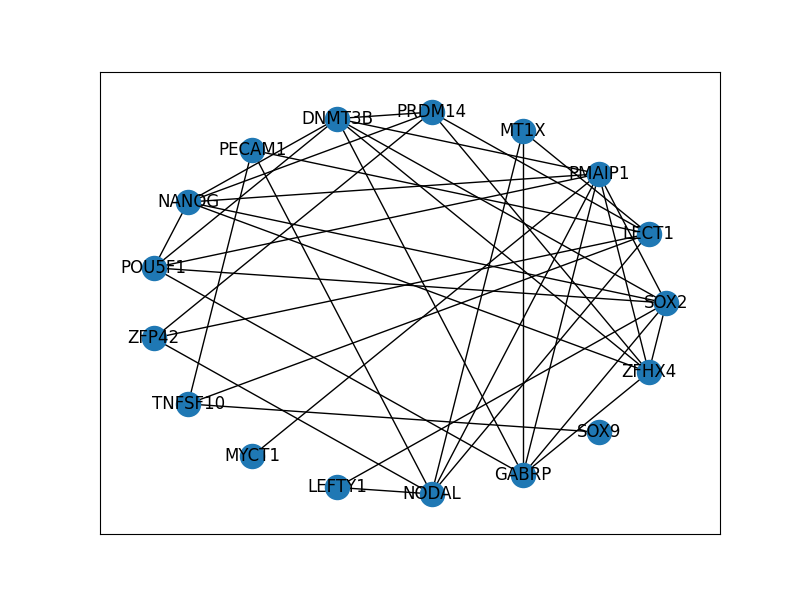 PRDM14
DNMT3B
MT1X
PECAM1
PMAIP1
NANOG
LECT1
POU5F1
SOX2
ZFP42
ZFHX4
TNFSF10
SOX9
MYCT1
GABRP
LEFTY1
NODAL